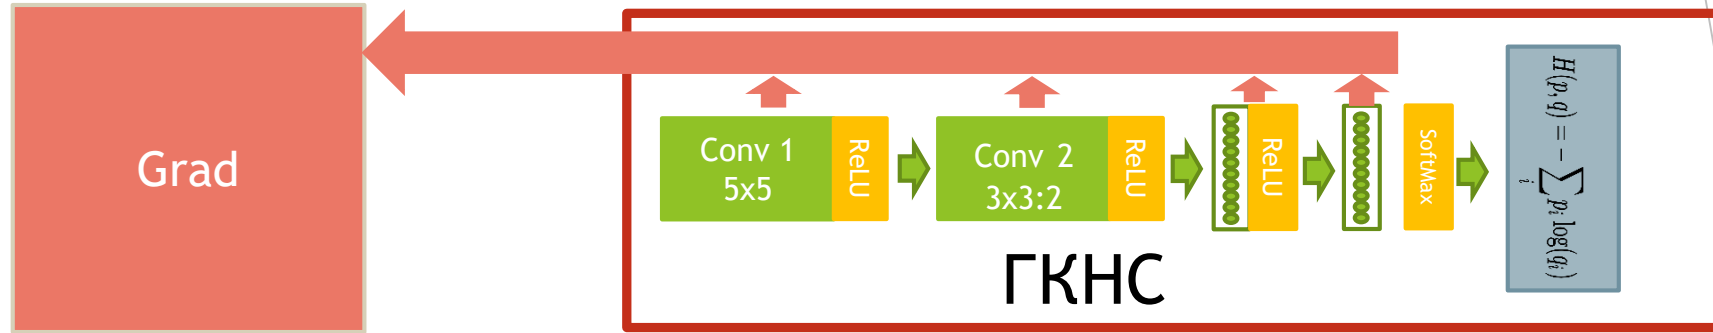 Grad
Conv 1
5x5
ReLU
Conv 2
3x3:2
ReLU
ReLU
SoftMax
H(p,q) = − ∑ᵢ pᵢ log(qᵢ)
ГКНС